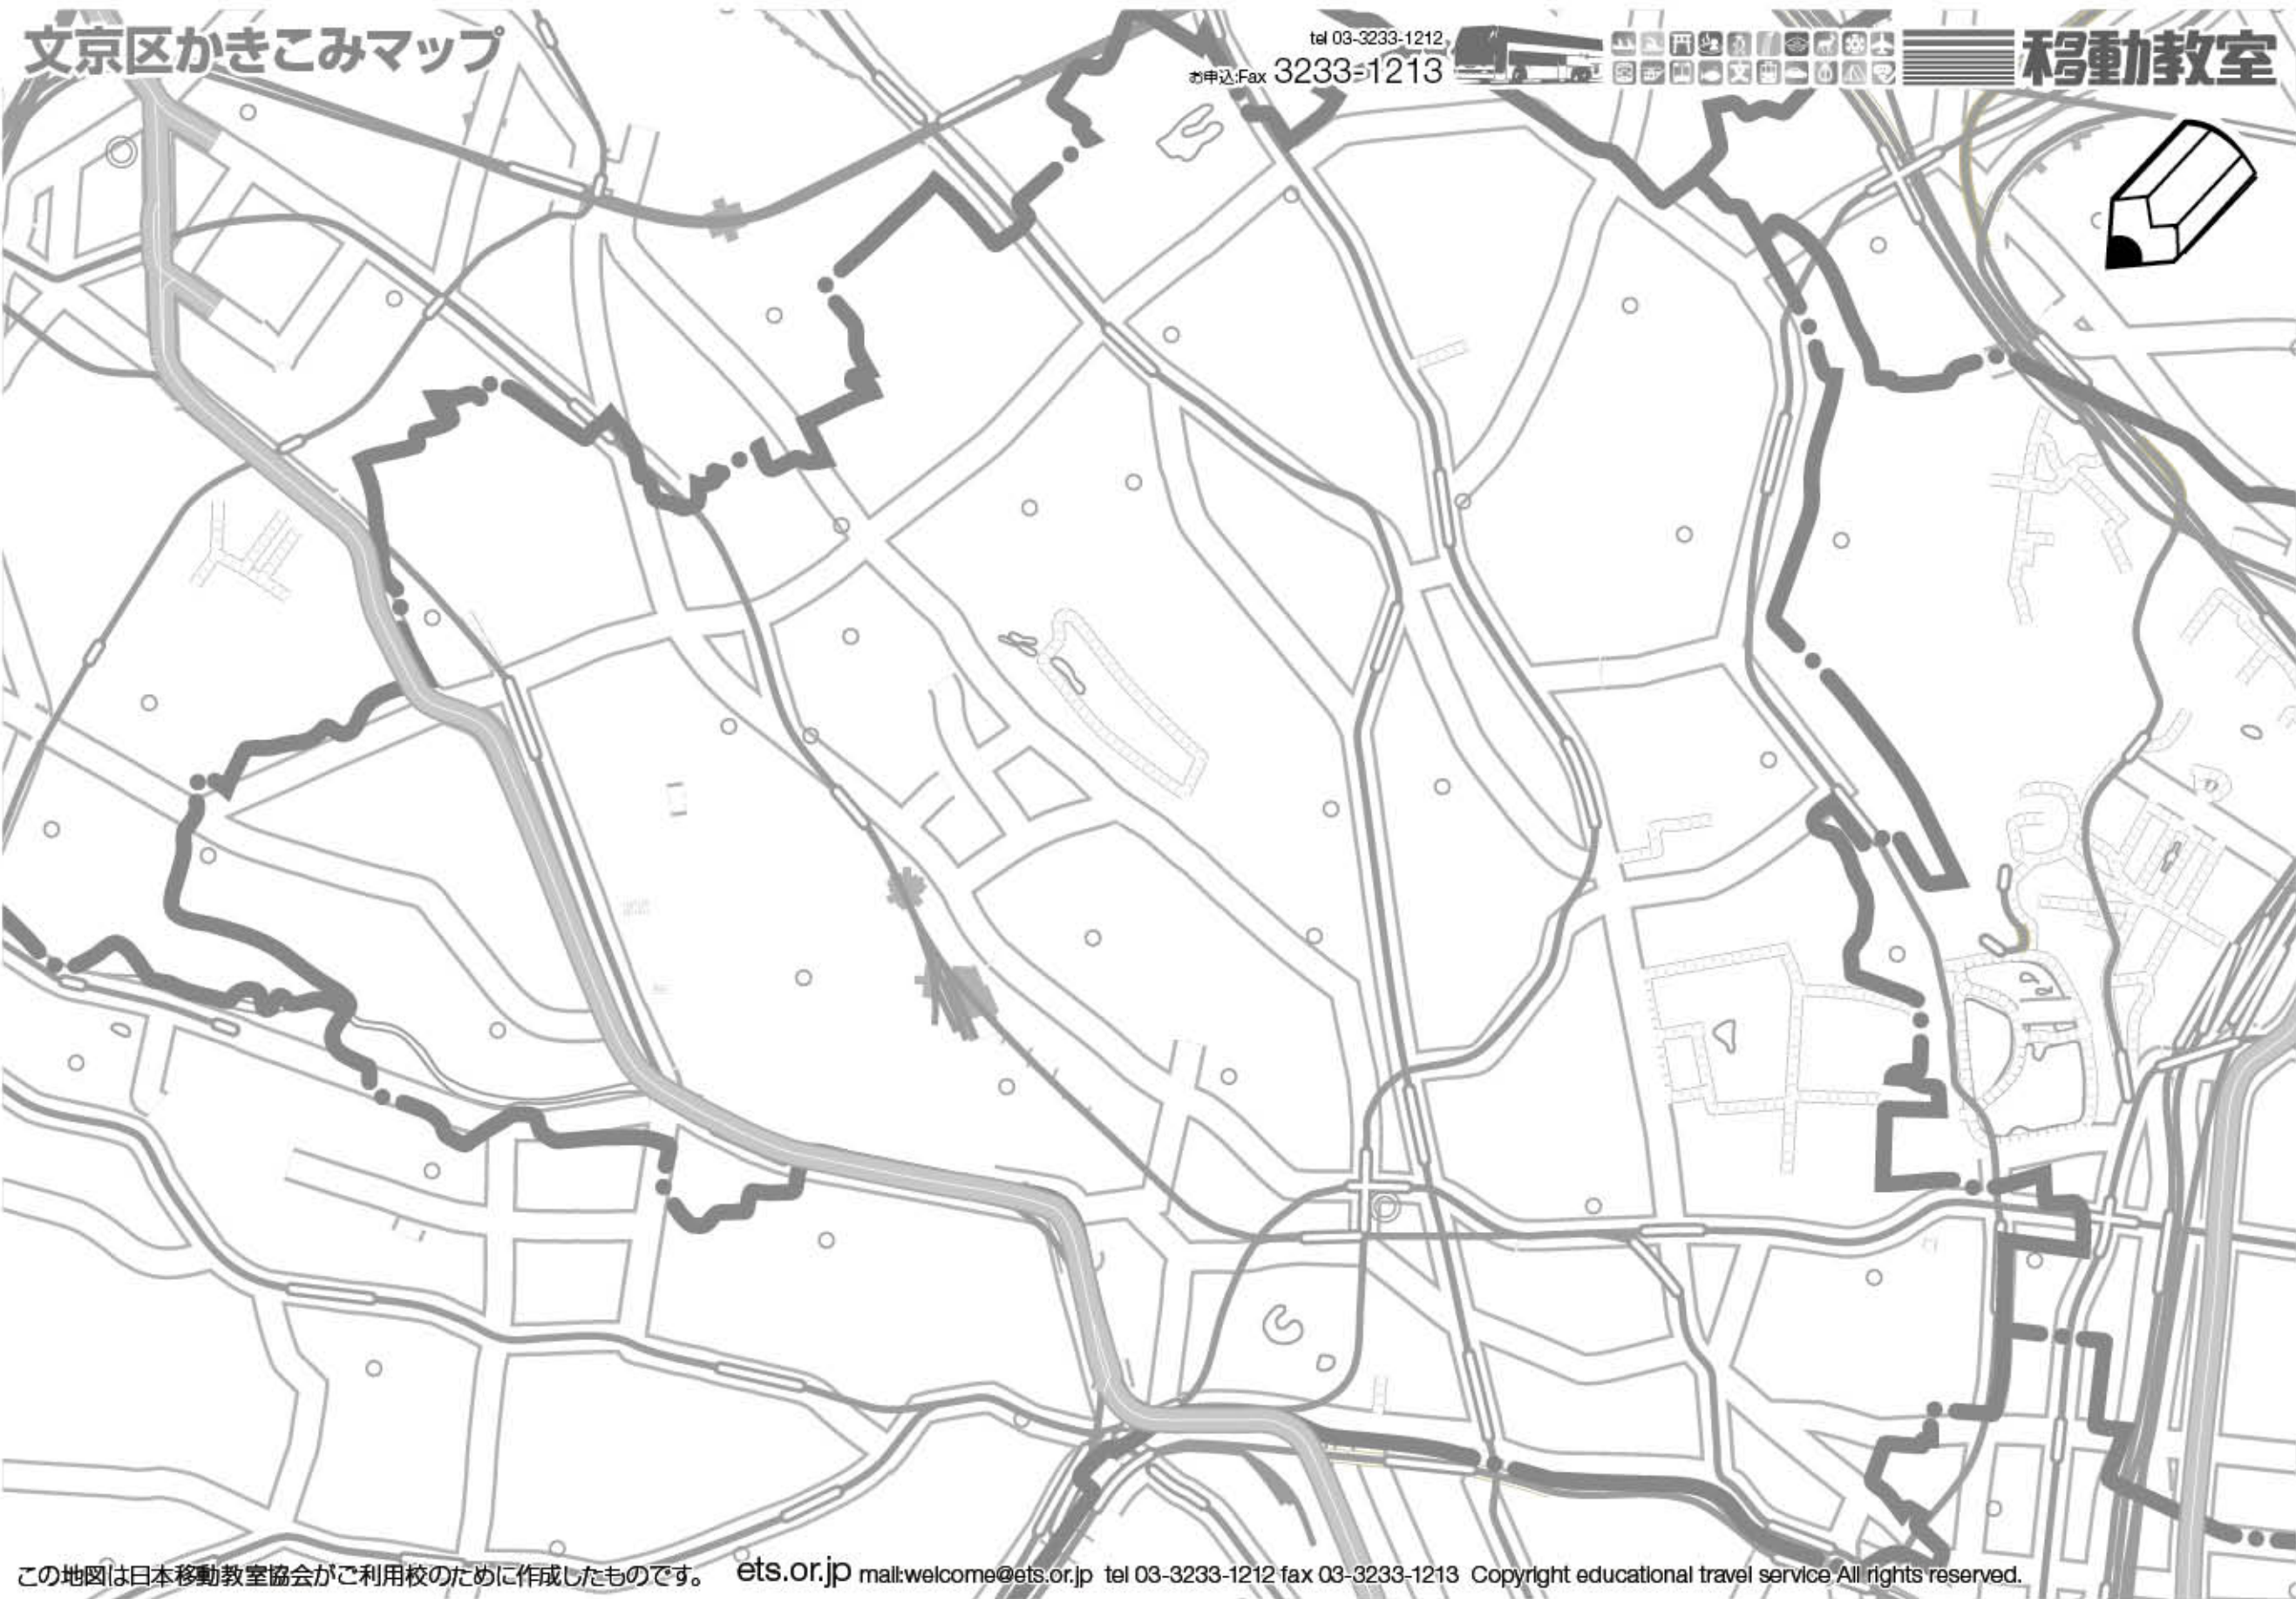 文京区かきこみマップ
tel 03-3233-1212
お申込:Fax 3233-1213
移動教室
この地図は日本移動教室協会がご利用校のために作成したものです。 ets.or.jp mail:welcome@ets.or.jp tel 03-3233-1212 fax 03-3233-1213 Copyright educational travel service All rights reserved.